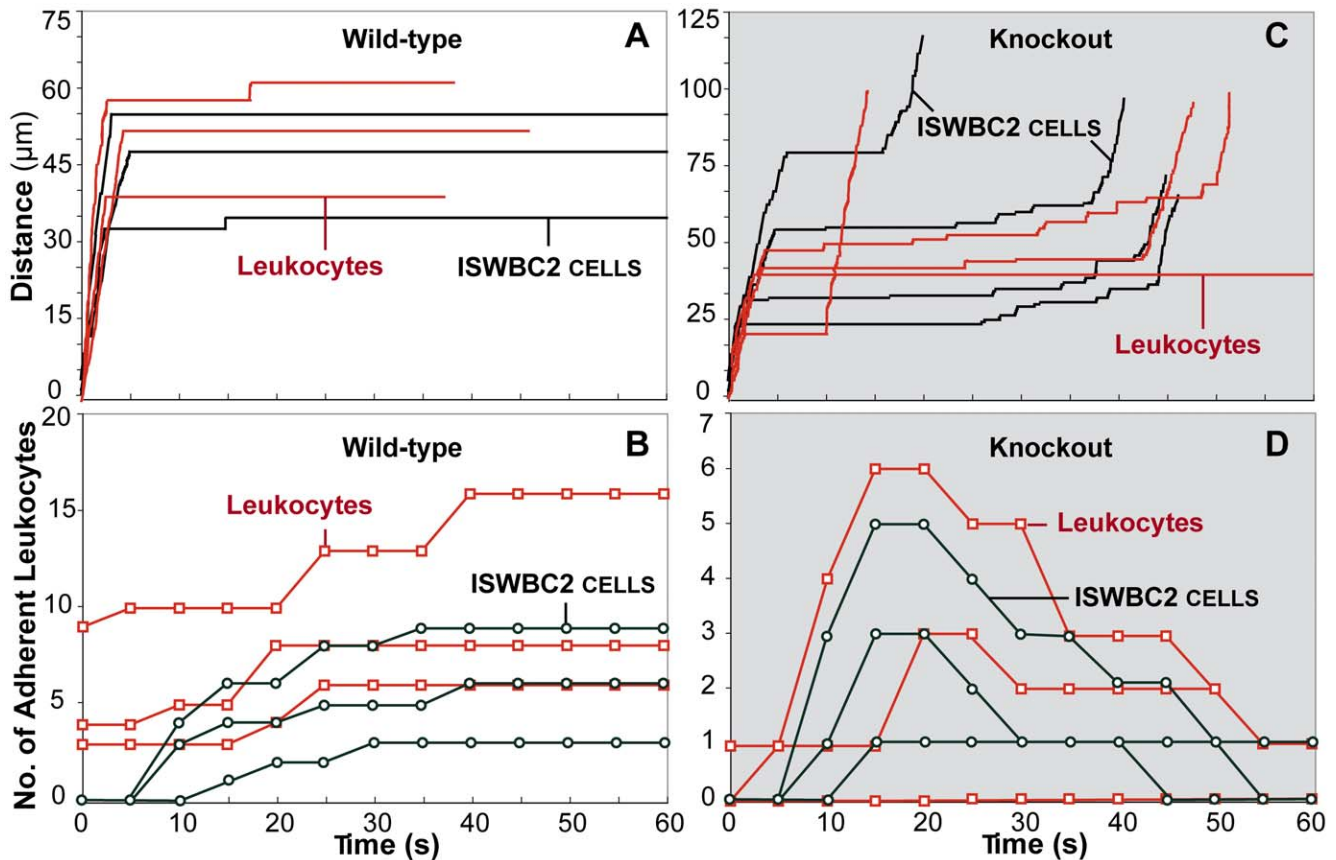 Wild-type A
Distance (µm)
75
60
45
30
15
0
Leukocytes
ISWBC2 CELLS
Knockout C
125
100
75
50
25
0
ISWBC2 CELLS
Leukocytes
Wild-type B
No. of Adherent Leukocytes
20
15
10
5
0
Leukocytes
ISWBC2 CELLS
0 10 20 30 40 50 60
Time (s)
Knockout D
7
6
5
4
3
2
1
0
Leukocytes
ISWBC2 CELLS
0 10 20 30 40 50 60
Time (s)